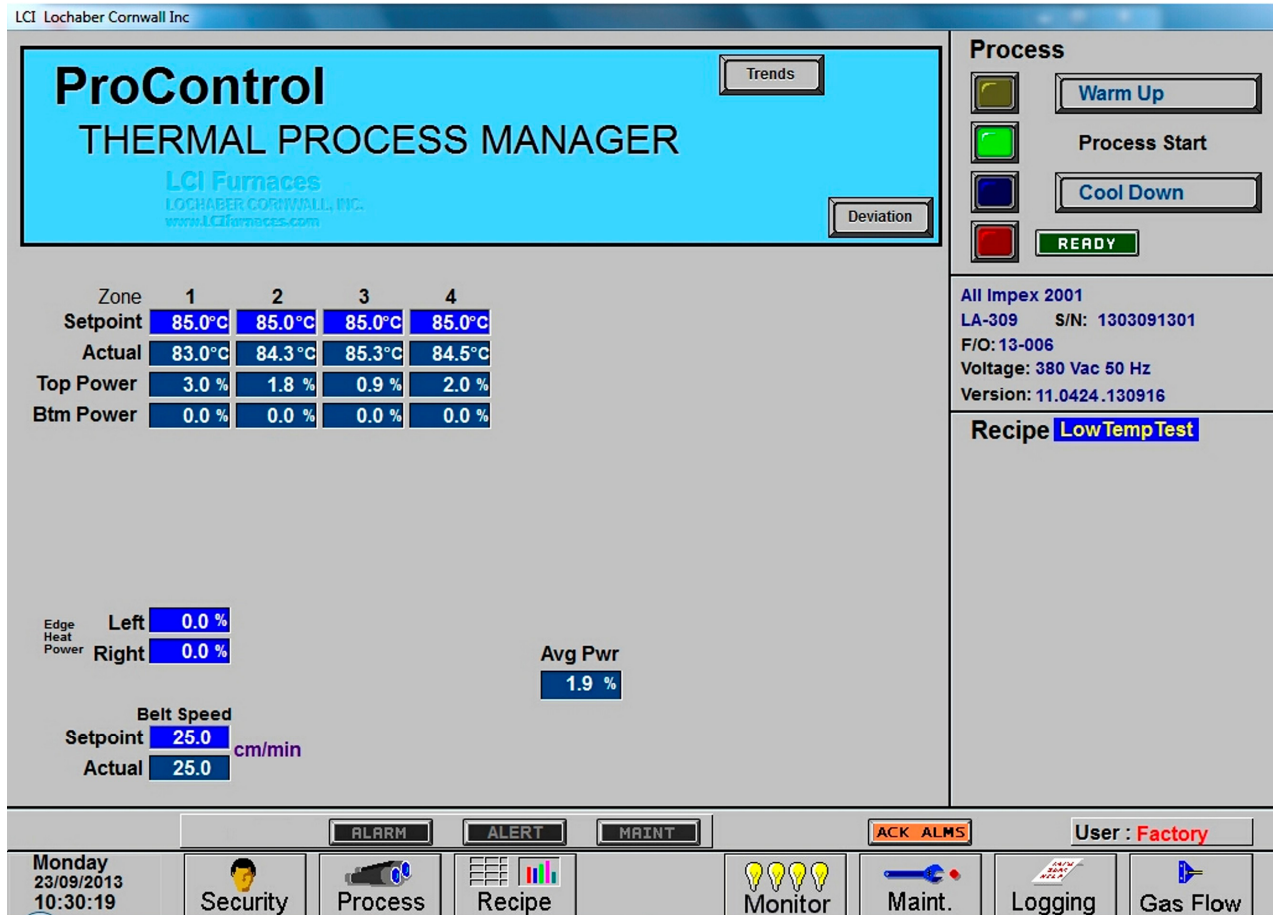 LCI Lochaber Cornwall Inc
ProControl
THERMAL PROCESS MANAGER
LCI Furnaces
LOCHABER CORNWALL, INC.
www.LCIfurnaces.com
Trends
Deviation
Process
Warm Up
Process Start
Cool Down
READY
All Impex 2001
LA-309 S/N: 1303091301
F/O: 13-006
Voltage: 380 Vac 50 Hz
Version: 11.0424.130916
Recipe LowTempTest
Zone 1 2 3 4
Setpoint 85.0°C 85.0°C 85.0°C 85.0°C
Actual 83.0°C 84.3°C 85.3°C 84.5°C
Top Power 3.0 % 1.8 % 0.9 % 2.0 %
Btm Power 0.0 % 0.0 % 0.0 % 0.0 %
Edge Heat Power
Left 0.0 %
Right 0.0 %
Avg Pwr
1.9 %
Belt Speed
Setpoint 25.0 cm/min
Actual 25.0
ALARM ALERT MAINT ACK ALMS User : Factory
Monday
23/09/2013
10:30:19
Security Process Recipe Monitor Maint. Logging Gas Flow